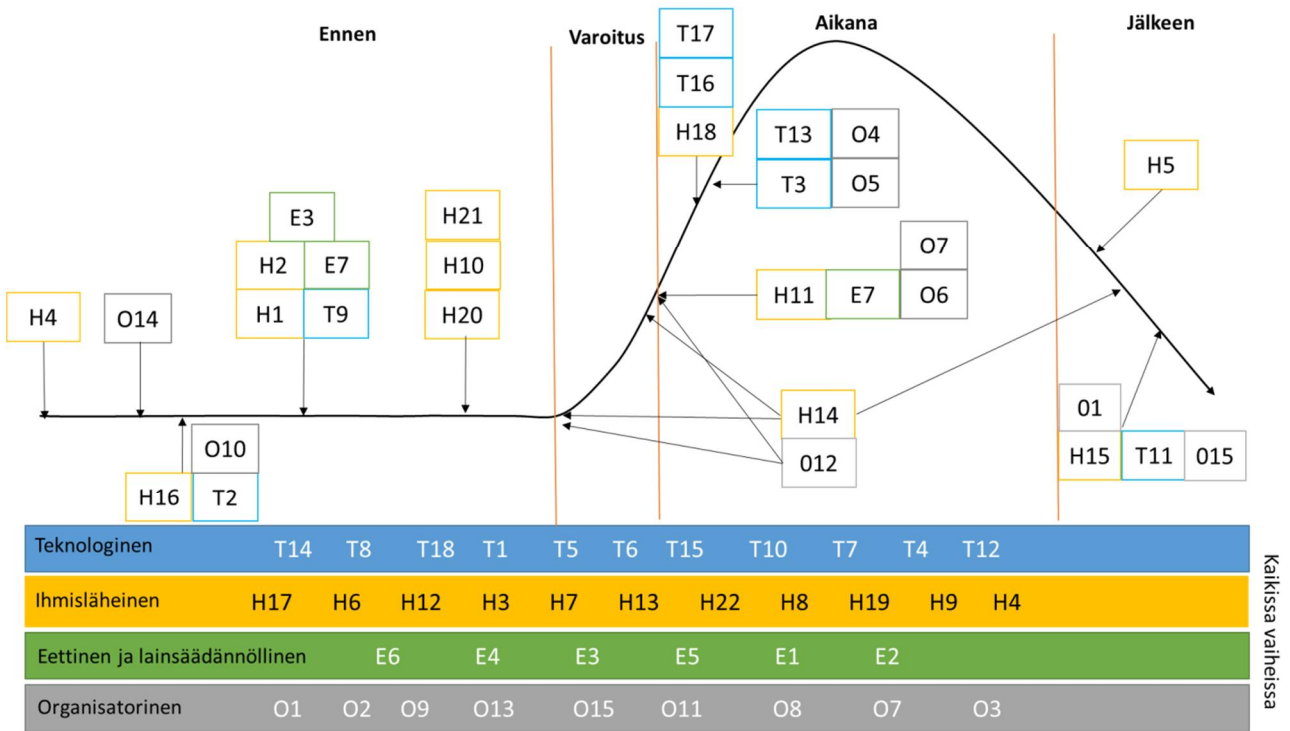 Ennen
Varoitus
Aikana
Jälkeen
T17
T16
H18
T13 O4
T3 O5
H5
E3
H2 E7
H1 T9
H21
H10
H20
O7
H11 E7 O6
H4
O14
O10
H16 T2
H14
012
01
H15 T11 015
Teknologinen T14 T8 T18 T1 T5 T6 T15 T10 T7 T4 T12
Ihmisläheinen H17 H6 H12 H3 H7 H13 H22 H8 H19 H9 H4
Eettinen ja lainsäädännöllinen E6 E4 E3 E5 E1 E2
Organisatorinen O1 O2 O9 O13 O15 O11 O8 O7 O3
Kaikissa vaiheissa